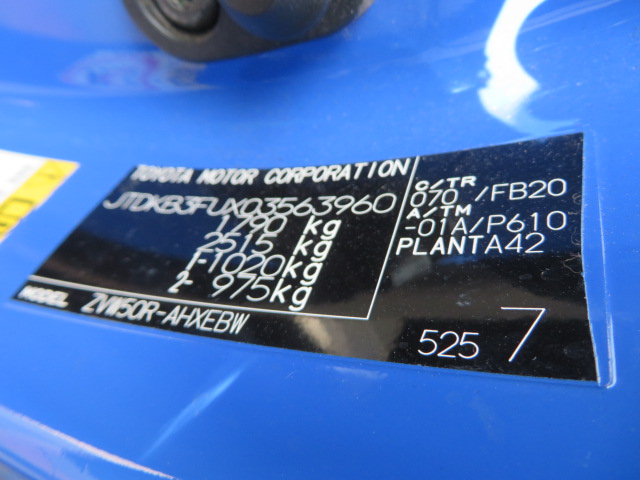 TOYOTA MOTOR CORPORATION
JTDKB3FUX03563960
1790 kg
2515 kg
1-1020kg
2- 975kg
MODEL ZVW50R-AHXEBW
C/TR
070 /FB20
A/TM
-01A/P610
PLANTA42
525 7